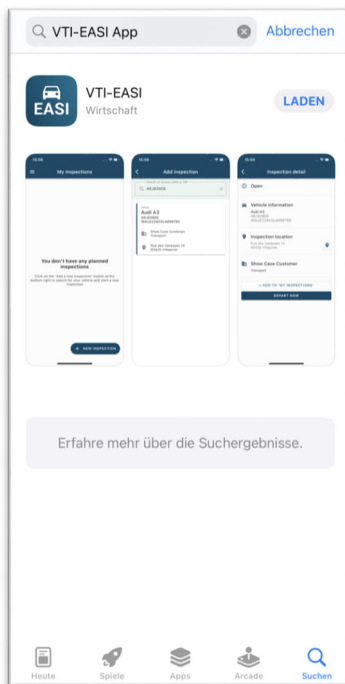 VTI-EASI App
Abbrechen
EASI
VTI-EASI
Wirtschaft
LADEN
My inspections
You don't have any planned
inspections
+ NEW INSPECTION
Add inspection
Audi A3
Show Case Customer
Transport
Inspection detail
Open
Vehicle information
Audi A3
Inspection location
Show Case Customer
Transport
+ ADD TO 'MY INSPECTIONS'
REPORT NOW
Erfahre mehr über die Suchergebnisse.
Heute
Spiele
Apps
Arcade
Suchen